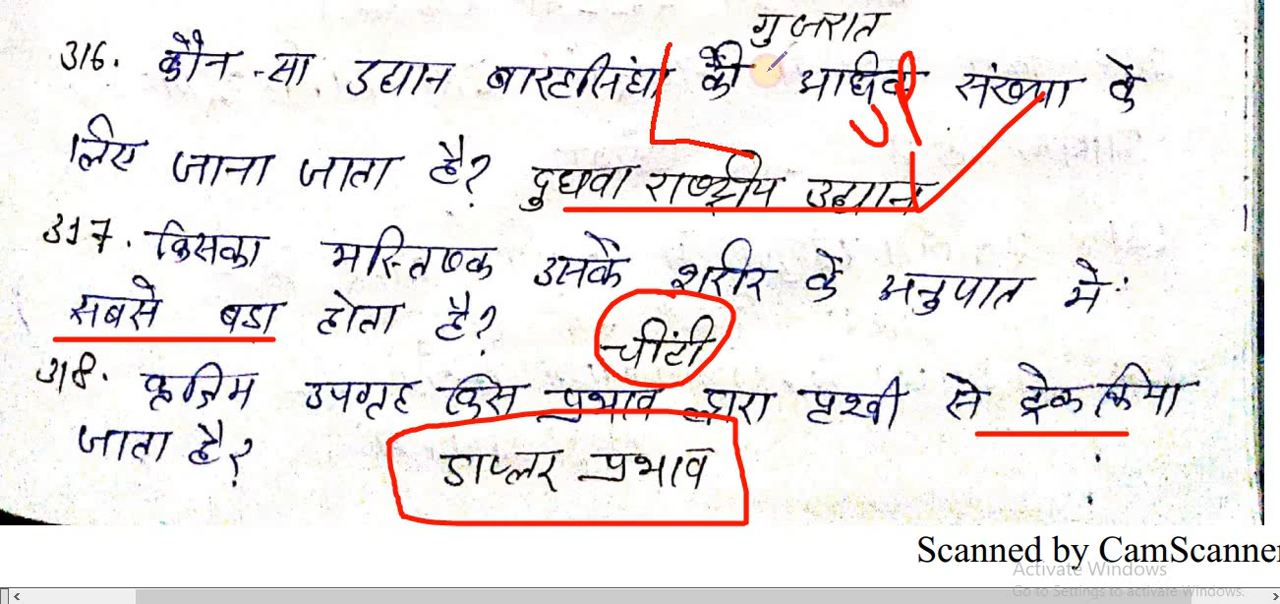 गुजरात
316. कौन-सा उद्यान बारहसिंघा की अधिक संख्या के
लिए जाना जाता है? दुधवा राष्ट्रीय उद्यान
317. किसका मस्तिष्क उसके शरीर के अनुपात में
सबसे बडा होता है? चींटी
318. कृत्रिम उपग्रह किस प्रभाव द्वारा पृथ्वी से ट्रेक किया
जाता है? डाप्लर प्रभाव
Scanned by CamScanner
Activate Windows
Go to Settings to activate Windows.